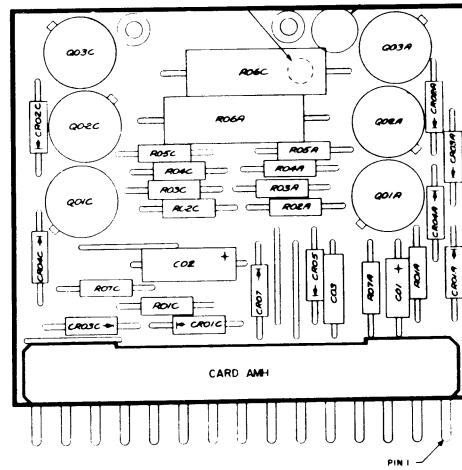 Q03C
Q03A
R06C
CR02C
CR02A
R06A
Q02C
Q02A
CR03A
R05C
R05A
R04C
R04A
R03C
R03A
Q01C
Q01A
R02C
R02A
CR04A
CR04C
C02
+
CR07
CR05
C03
R07A
C01
+
R01A
CR01A
R07C
R01C
CR03C
CR01C
CARD AMH
PIN 1